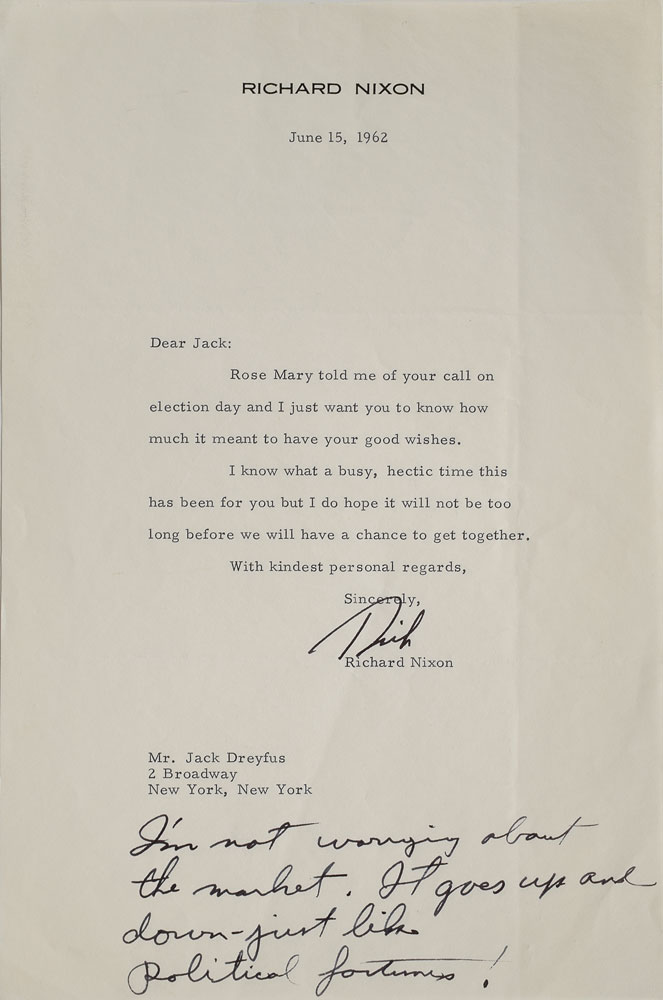 RICHARD NIXON
June 15, 1962
Dear Jack:
Rose Mary told me of your call on
election day and I just want you to know how
much it meant to have your good wishes.
I know what a busy, hectic time this
has been for you but I do hope it will not be too
long before we will have a chance to get together.
With kindest personal regards,
Sincerely,
Dick
Richard Nixon
Mr. Jack Dreyfus
2 Broadway
New York, New York
I'm not worrying about
the market. It goes up and
down-just like
political fortunes!